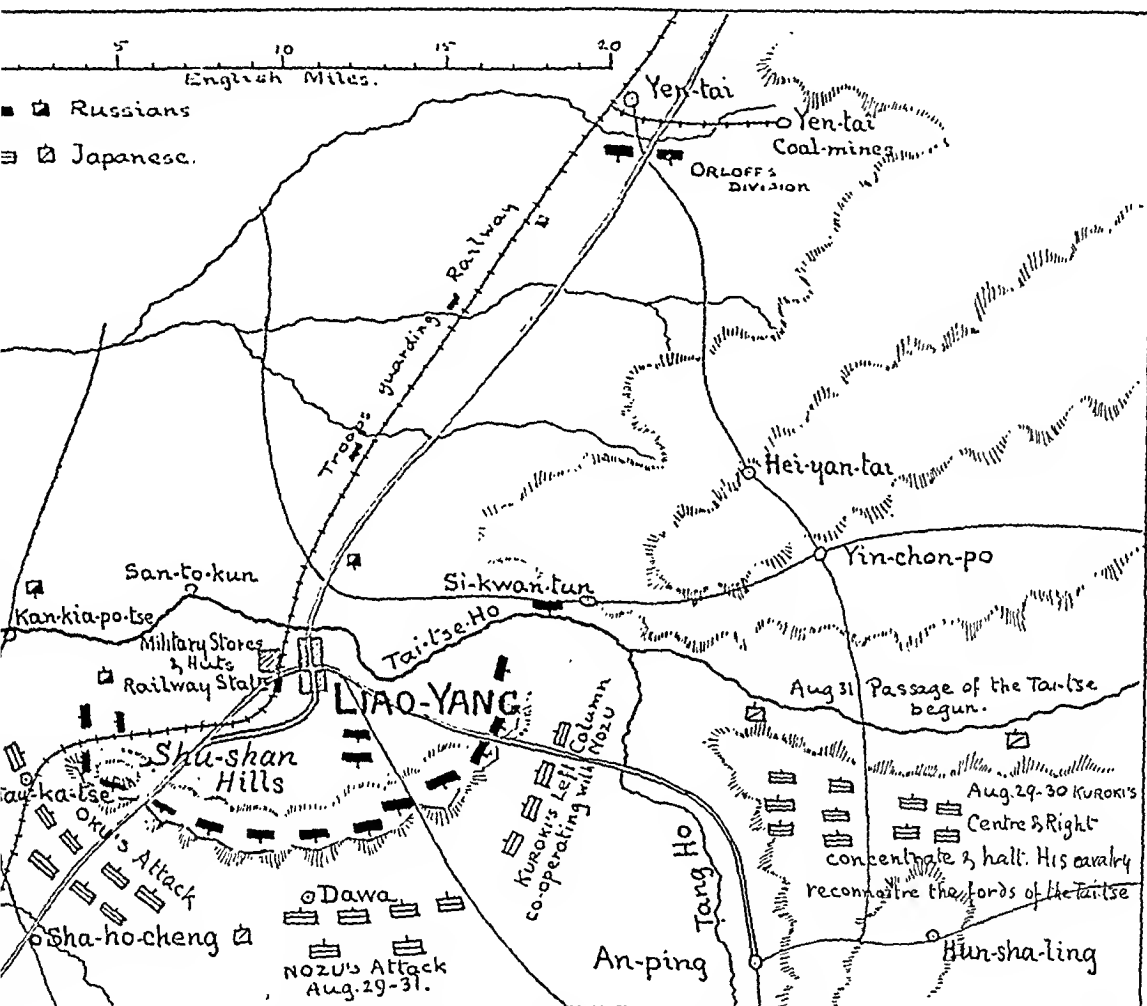 5 10 15 20
English Miles.
Russians
Japanese.
Yen-tai
Yen-tai
Coal-mines
ORLOFF'S
DIVISION
Troops guarding Railway
Hei-yan-tai
Yin-chon-po
San-to-kun
Si-kwan-tun
Kan-kia-po-tse
Tai-tse-Ho
Military Stores
& Huts
Railway Stat
LIAO-YANG
Aug 31 Passage of the Tai-tse
begun.
Shu-shan
Hills
OKU'S Attack
KUROKI'S Left Column
co-operating with NOZU
Aug. 29-30 KUROKI'S
Centre & Right
concentrate & halt. His cavalry
reconnoitre the fords of the Tai-tse
Tang Ho
Dawa
Sha-ho-cheng
NOZU'S Attack
Aug. 29-31.
An-ping
Hun-sha-ling